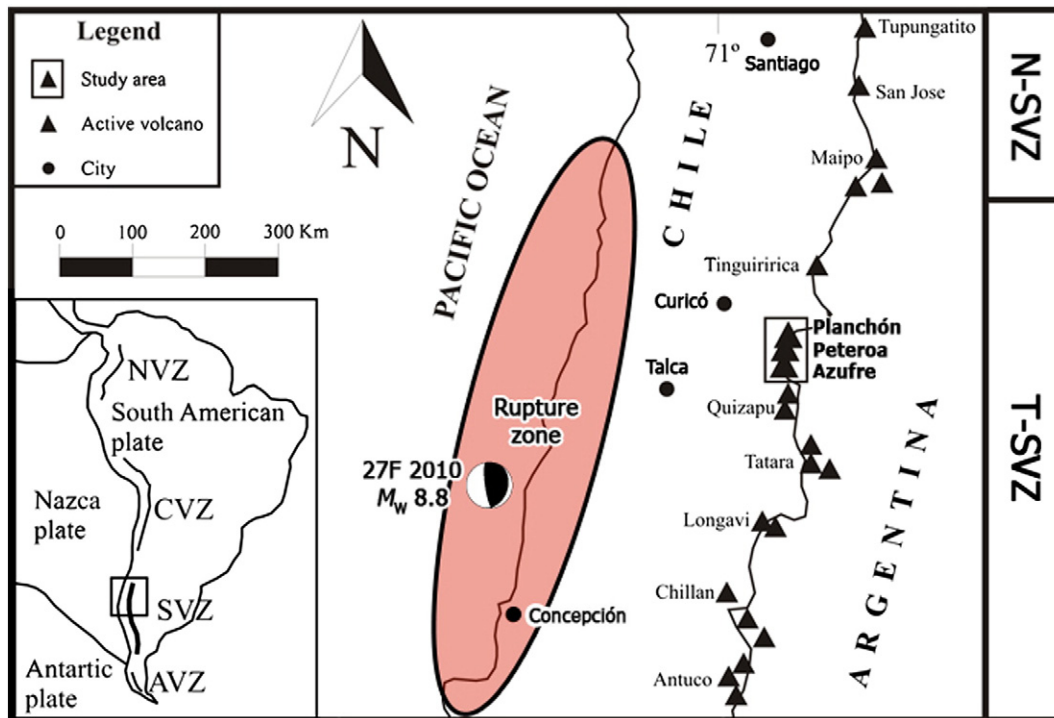 Legend
Study area
Active volcano
City
N
0 100 200 300 Km
PACIFIC OCEAN
CHILE
ARGENTINA
71°
Santiago
Tupungatito
San Jose
Maipo
Tinguiririca
Curicó
Planchón
Peteroa
Azufre
Talca
Quizapu
Rupture
zone
Tatara
27F 2010
Mw 8.8
Longavi
Chillan
Concepción
Antuco
NVZ
South American
plate
Nazca
plate
CVZ
SVZ
Antartic
plate
AVZ
N-SVZ
T-SVZ